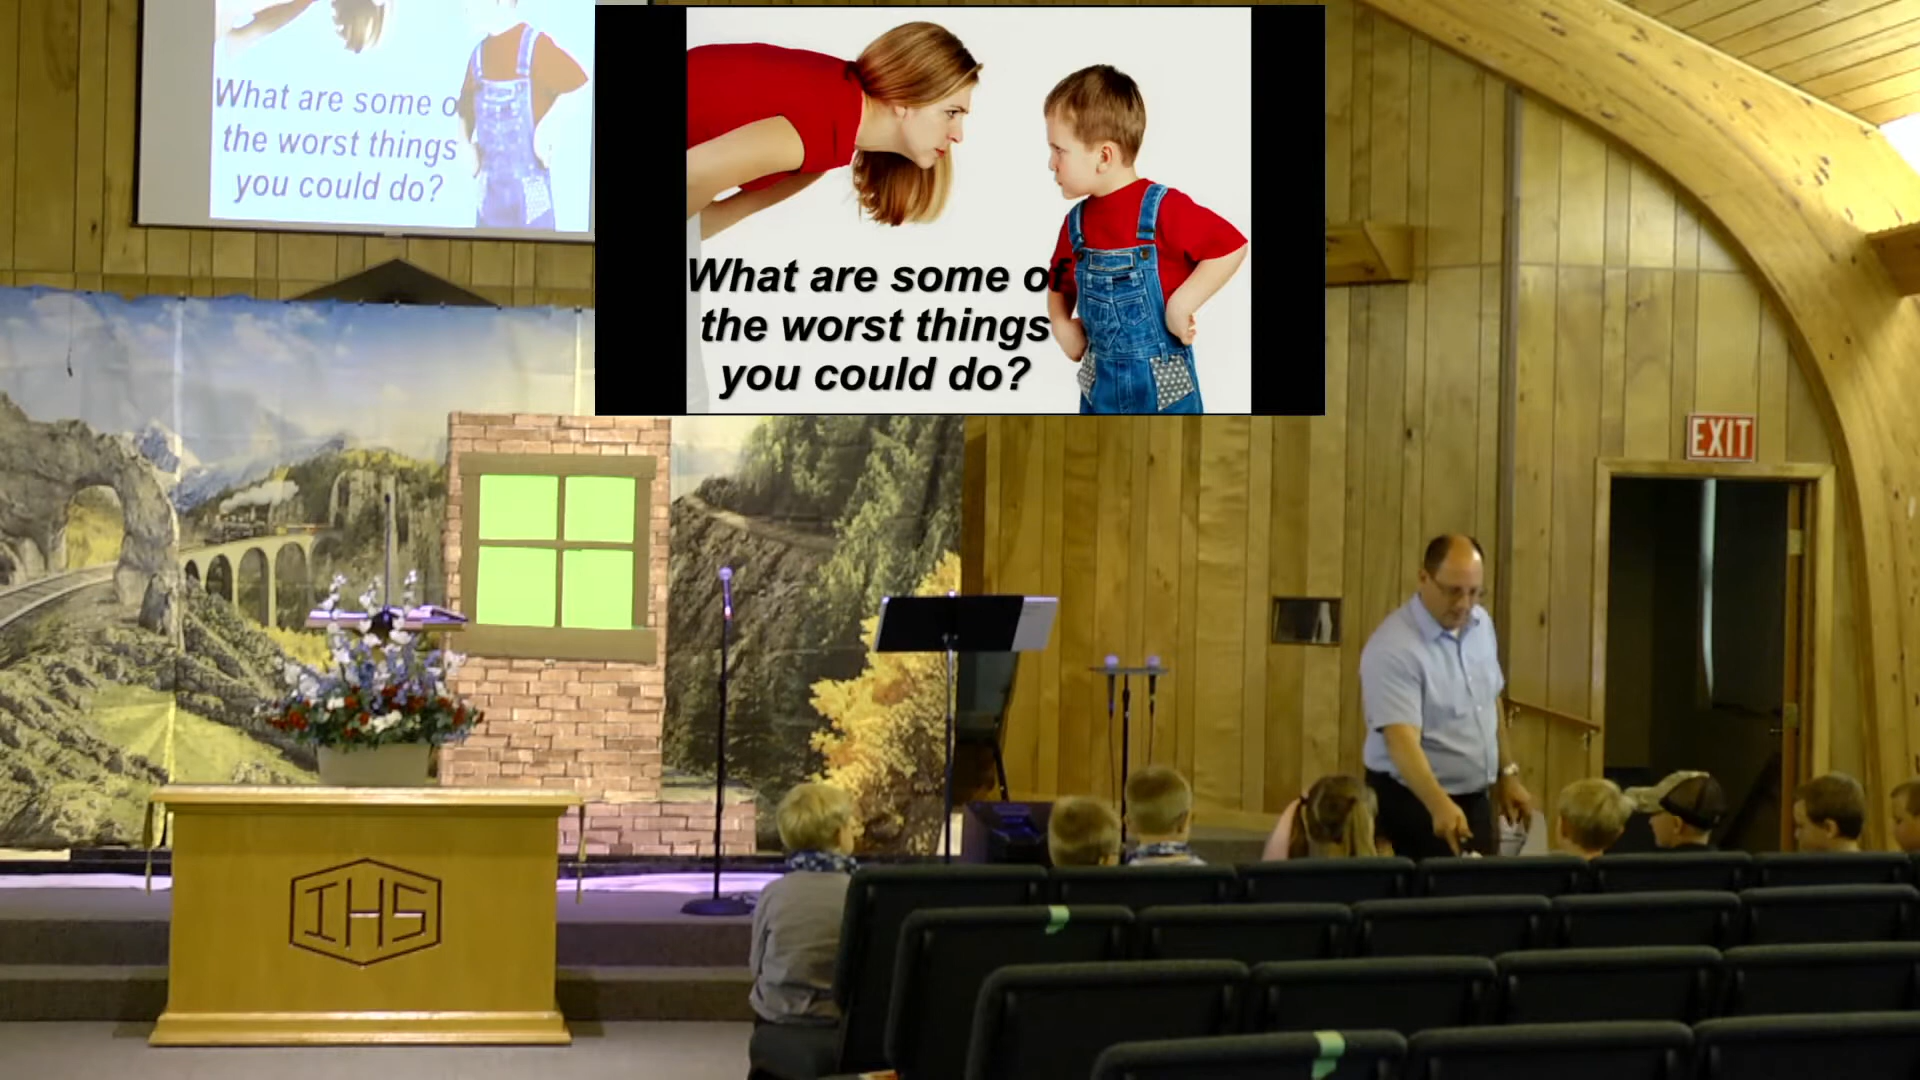 What are some o
the worst things
you could do?
What are some of
the worst things
you could do?
EXIT
IHS